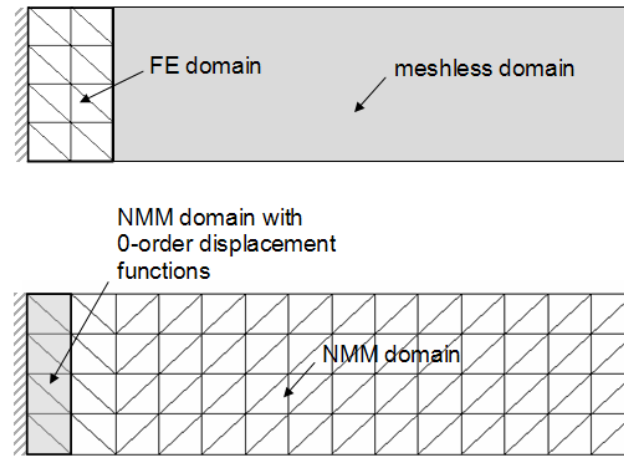 FE domain
meshless domain
NMM domain with
0-order displacement
functions
NMM domain